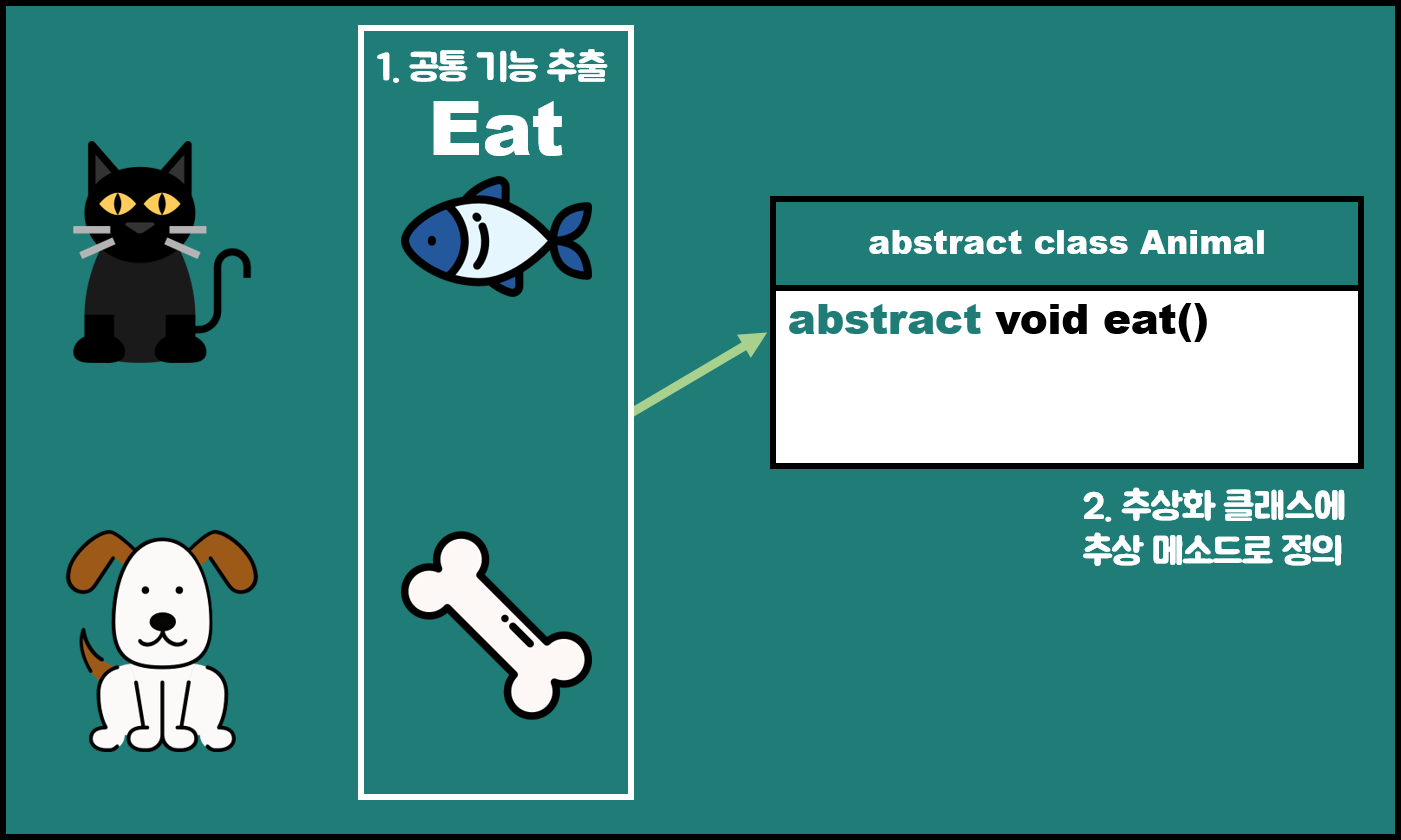 1. 공통 기능 추출
Eat
abstract class Animal
abstract void eat()
2. 추상화 클래스에
추상 메소드로 정의